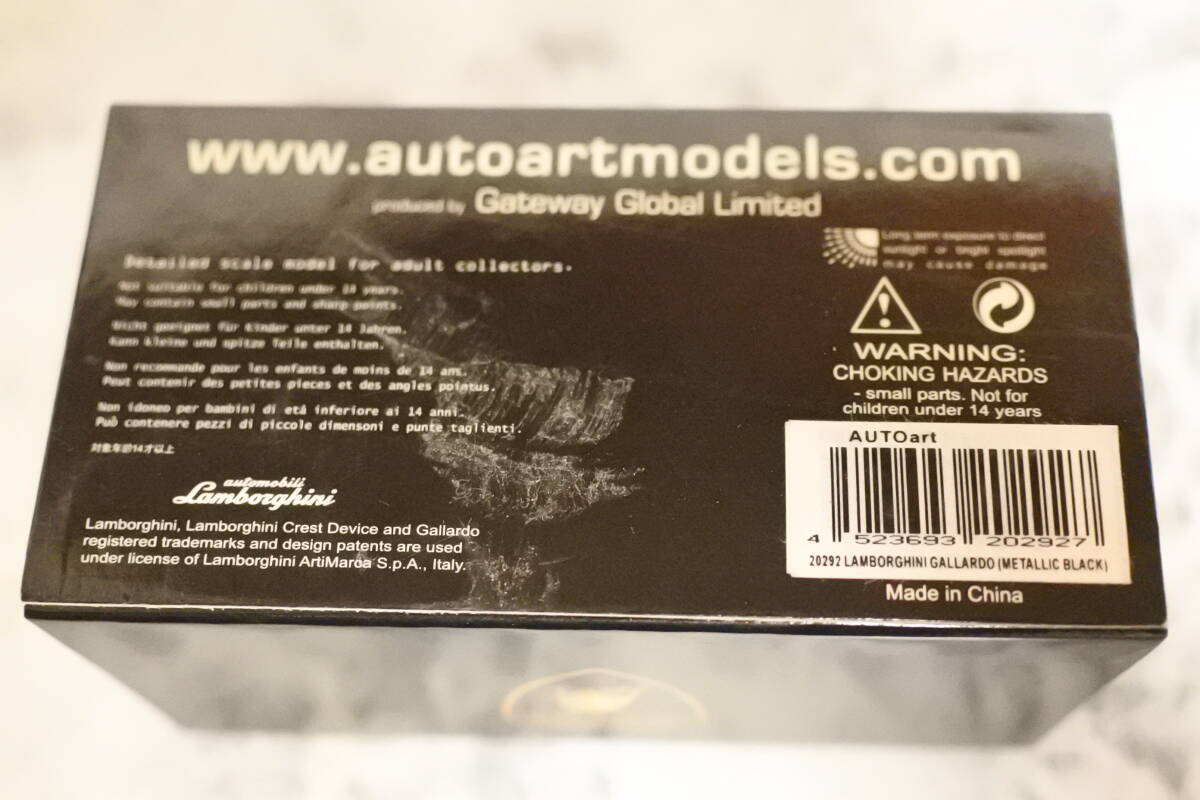 www.autoartmodels.com
produced by Gateway Global Limited
Detailed scale model for adult collectors.
Not suitable for children under 14 years.
May contain small parts and sharp points.
Nicht geeignet für Kinder unter 14 Jahren.
Kann kleine und spitze Teile enthalten.
Non recommande pour les enfants de moins de 14 ans.
Peut contenir des petites pieces et des angles pointus.
Non idoneo per bambini di etá inferiore ai 14 anni.
Puó contenere pezzi di piccole dimensoni e punte taglienti.
対象年齢14才以上
automobili
Lamborghini
Lamborghini, Lamborghini Crest Device and Gallardo
registered trademarks and design patents are used
under license of Lamborghini ArtiMarca S.p.A., Italy.
Long term exposure to direct
sunlight or bright spotlight
may cause damage
WARNING:
CHOKING HAZARDS
- small parts. Not for
children under 14 years
AUTOart
4 523693 202927
20292 LAMBORGHINI GALLARDO (METALLIC BLACK)
Made in China